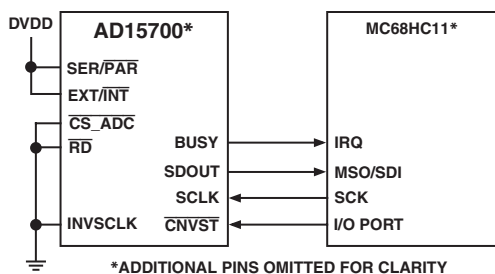 DVDD
AD15700*
MC68HC11*
SER/PAR
EXT/INT
CS_ADC
RD
INVSCLK
BUSY
SDOUT
SCLK
CNVST
IRQ
MSO/SDI
SCK
I/O PORT
*ADDITIONAL PINS OMITTED FOR CLARITY